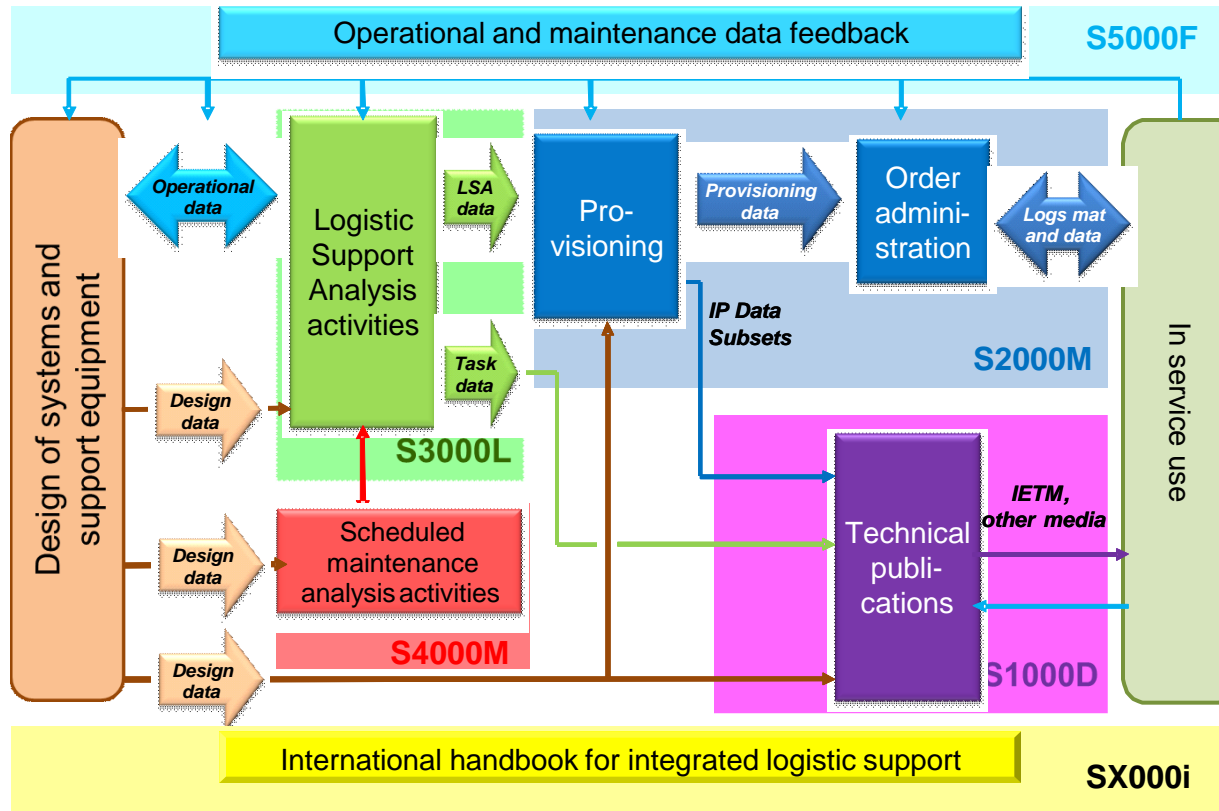 Operational and maintenance data feedback
S5000F
Design of systems and
support equipment
Operational
data
Logistic
Support
Analysis
activities
LSA
data
Pro-
visioning
Provisioning
data
Order
admini-
stration
Logs mat
and data
In service use
IP Data
Subsets
S2000M
Task
data
Design
data
S3000L
Scheduled
maintenance
analysis activities
Design
data
S4000M
Technical
publi-
cations
IETM,
other media
Design
data
S1000D
International handbook for integrated logistic support
SX000i